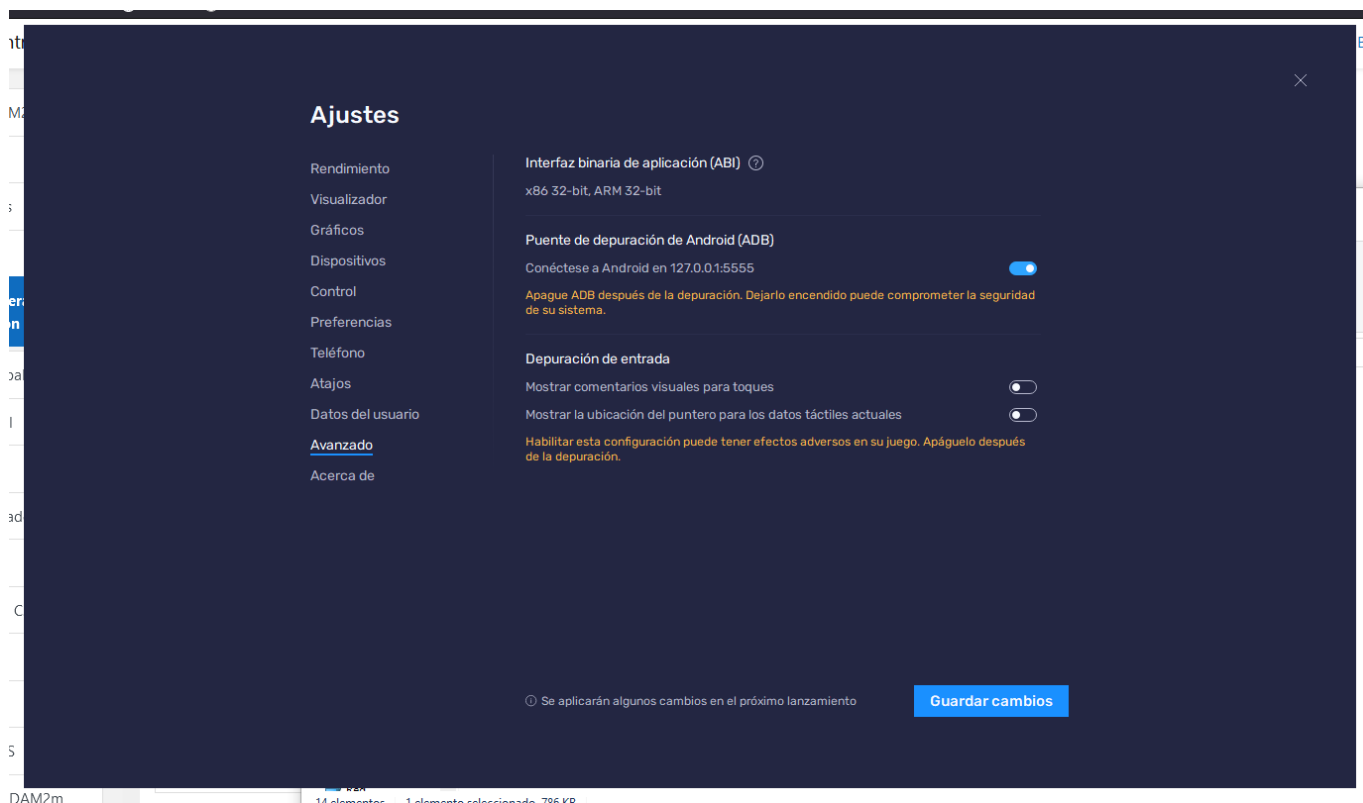 Ajustes
Rendimiento
Visualizador
Gráficos
Dispositivos
Control
Preferencias
Teléfono
Atajos
Datos del usuario
Avanzado
Acerca de
Interfaz binaria de aplicación (ABI)
x86 32-bit, ARM 32-bit
Puente de depuración de Android (ADB)
Conéctese a Android en 127.0.0.1:5555
Apague ADB después de la depuración. Dejarlo encendido puede comprometer la seguridad
de su sistema.
Depuración de entrada
Mostrar comentarios visuales para toques
Mostrar la ubicación del puntero para los datos táctiles actuales
Habilitar esta configuración puede tener efectos adversos en su juego. Apáguelo después
de la depuración.
Se aplicarán algunos cambios en el próximo lanzamiento
Guardar cambios
DAM2m
Red
14 elementos 1 elemento seleccionado 786 KB